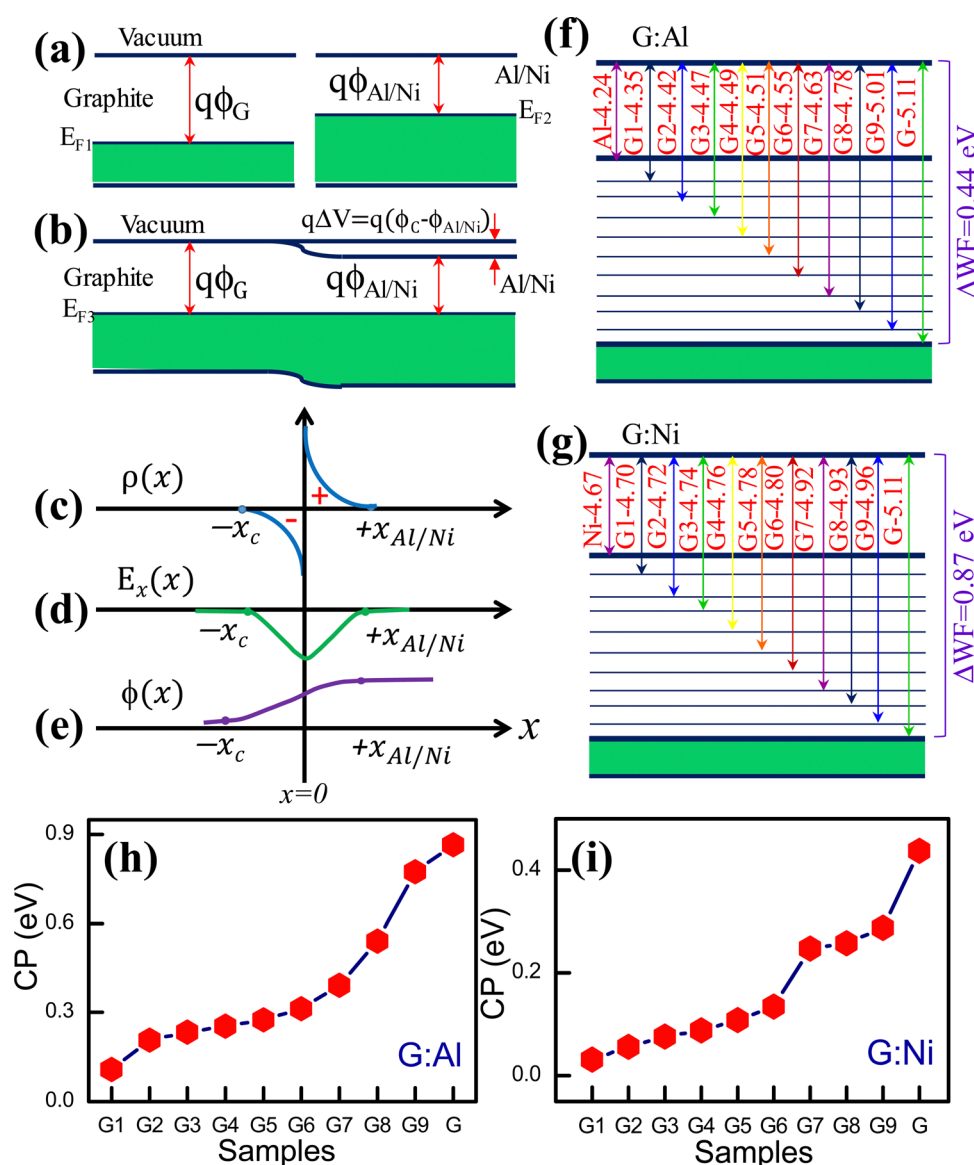 (a)
Vacuum
Graphite
qϕG
EF1
Al/Ni
qϕAl/Ni
EF2
(b)
Vacuum
qΔV=q(ϕC-ϕAl/Ni)
Graphite
qϕG
qϕAl/Ni
Al/Ni
EF3
(c)
ρ(x)
+
-
−xc
+xAl/Ni
(d)
Ex(x)
−xc
+xAl/Ni
(e)
ϕ(x)
−xc
+xAl/Ni
x
x=0
(f)
G:Al
Al-4.24
G1-4.35
G2-4.42
G3-4.47
G4-4.49
G5-4.51
G6-4.55
G7-4.63
G8-4.78
G9-5.01
G-5.11
ΔWF=0.44 eV
(g)
G:Ni
Ni-4.67
G1-4.70
G2-4.72
G3-4.74
G4-4.76
G5-4.78
G6-4.80
G7-4.92
G8-4.93
G9-4.96
G-5.11
ΔWF=0.87 eV
(h)
CP (eV)
0.9
0.6
0.3
0.0
G:Al
G1 G2 G3 G4 G5 G6 G7 G8 G9 G
Samples
(i)
CP (eV)
0.4
0.2
0.0
G:Ni
G1 G2 G3 G4 G5 G6 G7 G8 G9 G
Samples